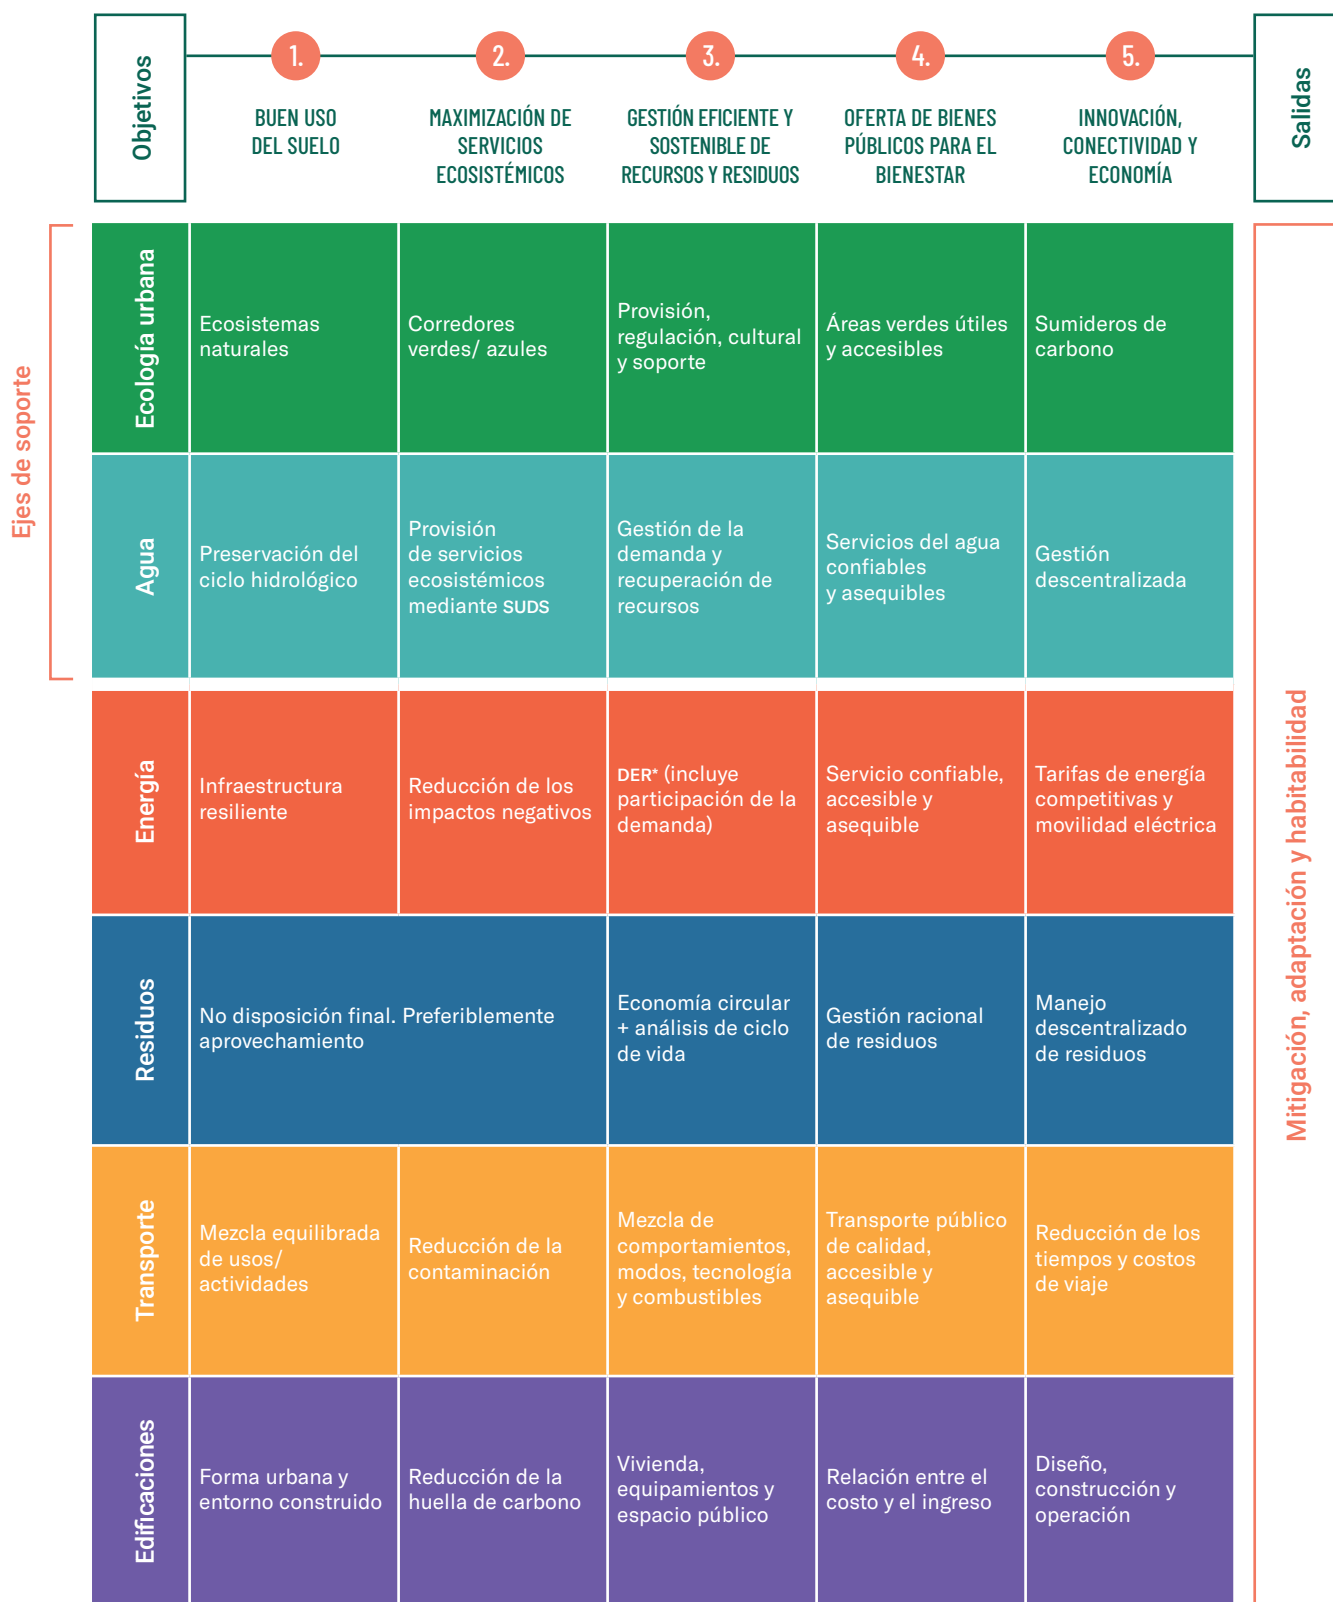 Objetivos
1.
BUEN USO
DEL SUELO
2.
MAXIMIZACIÓN DE
SERVICIOS
ECOSISTÉMICOS
3.
GESTIÓN EFICIENTE Y
SOSTENIBLE DE
RECURSOS Y RESIDUOS
4.
OFERTA DE BIENES
PÚBLICOS PARA EL
BIENESTAR
5.
INNOVACIÓN,
CONECTIVIDAD Y
ECONOMÍA
Salidas
Ejes de soporte
Ecología urbana
Ecosistemas
naturales
Corredores
verdes/ azules
Provisión,
regulación, cultural
y soporte
Áreas verdes útiles
y accesibles
Sumideros de
carbono
Agua
Preservación del
ciclo hidrológico
Provisión
de servicios
ecosistémicos
mediante SUDS
Gestión de la
demanda y
recuperación de
recursos
Servicios del agua
confiables
y asequibles
Gestión
descentralizada
Energía
Infraestructura
resiliente
Reducción de los
impactos negativos
DER* (incluye
participación de la
demanda)
Servicio confiable,
accesible y
asequible
Tarifas de energía
competitivas y
movilidad eléctrica
Residuos
No disposición final. Preferiblemente
aprovechamiento
Economía circular
+ análisis de ciclo
de vida
Gestión racional
de residuos
Manejo
descentralizado
de residuos
Transporte
Mezcla equilibrada
de usos/
actividades
Reducción de la
contaminación
Mezcla de
comportamientos,
modos, tecnología
y combustibles
Transporte público
de calidad,
accesible y
asequible
Reducción de los
tiempos y costos
de viaje
Edificaciones
Forma urbana y
entorno construido
Reducción de la
huella de carbono
Vivienda,
equipamientos y
espacio público
Relación entre el
costo y el ingreso
Diseño,
construcción y
operación
Mitigación, adaptación y habitabilidad